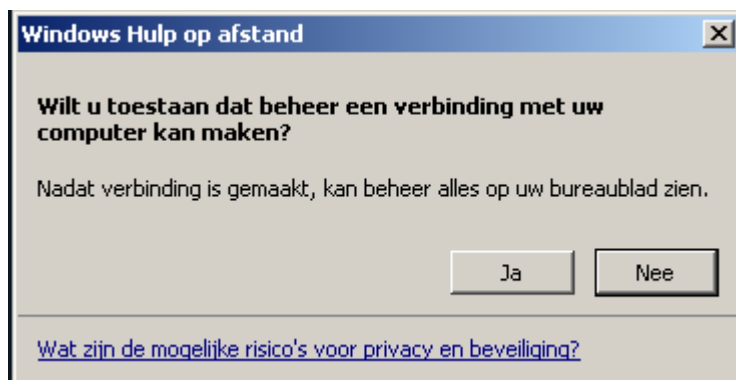 Windows Hulp op afstand
Wilt u toestaan dat beheer een verbinding met uw
computer kan maken?
Nadat verbinding is gemaakt, kan beheer alles op uw bureaublad zien.
Ja
Nee
Wat zijn de mogelijke risico's voor privacy en beveiliging?